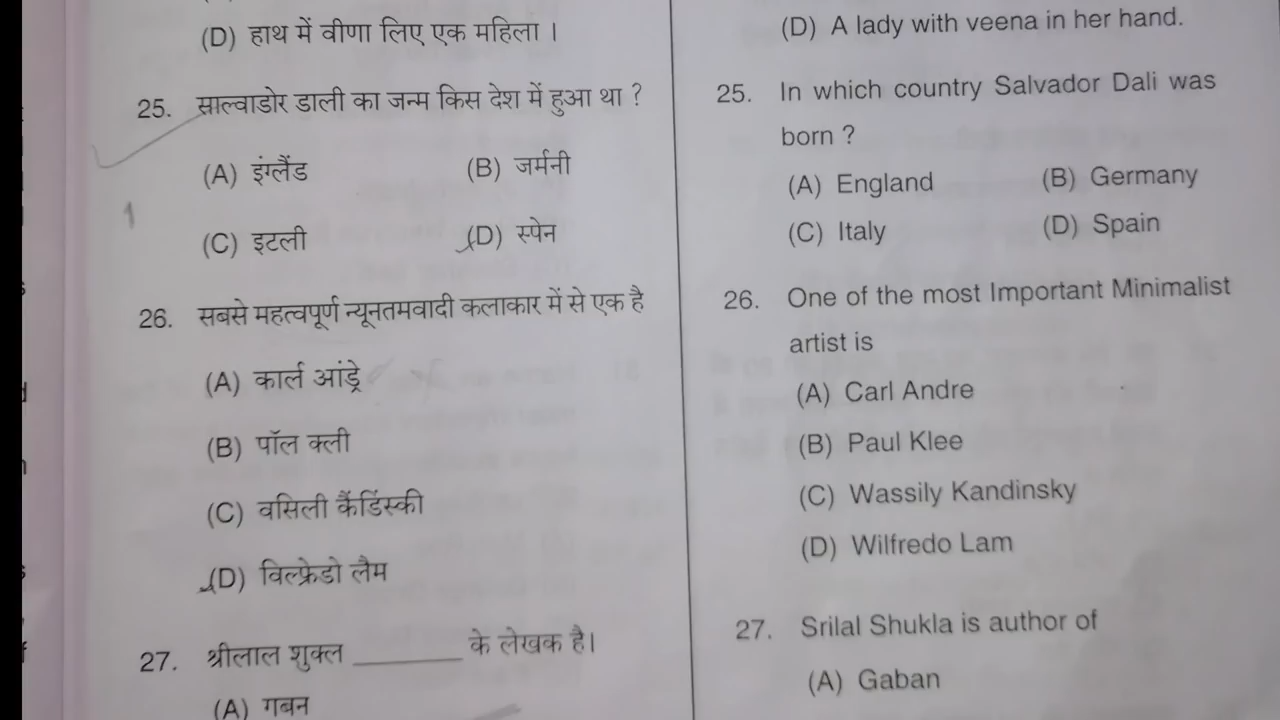 (D) हाथ में वीणा लिए एक महिला ।
25. साल्वाडोर डाली का जन्म किस देश में हुआ था ?
(A) इंग्लैंड (B) जर्मनी
1
(C) इटली (D) स्पेन
26. सबसे महत्वपूर्ण न्यूनतमवादी कलाकार में से एक है
(A) कार्ल आंड्रे
(B) पॉल क्ली
(C) वसिली कैंडिंस्की
(D) विल्फ्रेडो लैम
27. श्रीलाल शुक्ल ________ के लेखक है।
(A) गबन
(D) A lady with veena in her hand.
25. In which country Salvador Dali was
born ?
(A) England (B) Germany
(C) Italy (D) Spain
26. One of the most Important Minimalist
artist is
(A) Carl Andre
(B) Paul Klee
(C) Wassily Kandinsky
(D) Wilfredo Lam
27. Srilal Shukla is author of
(A) Gaban